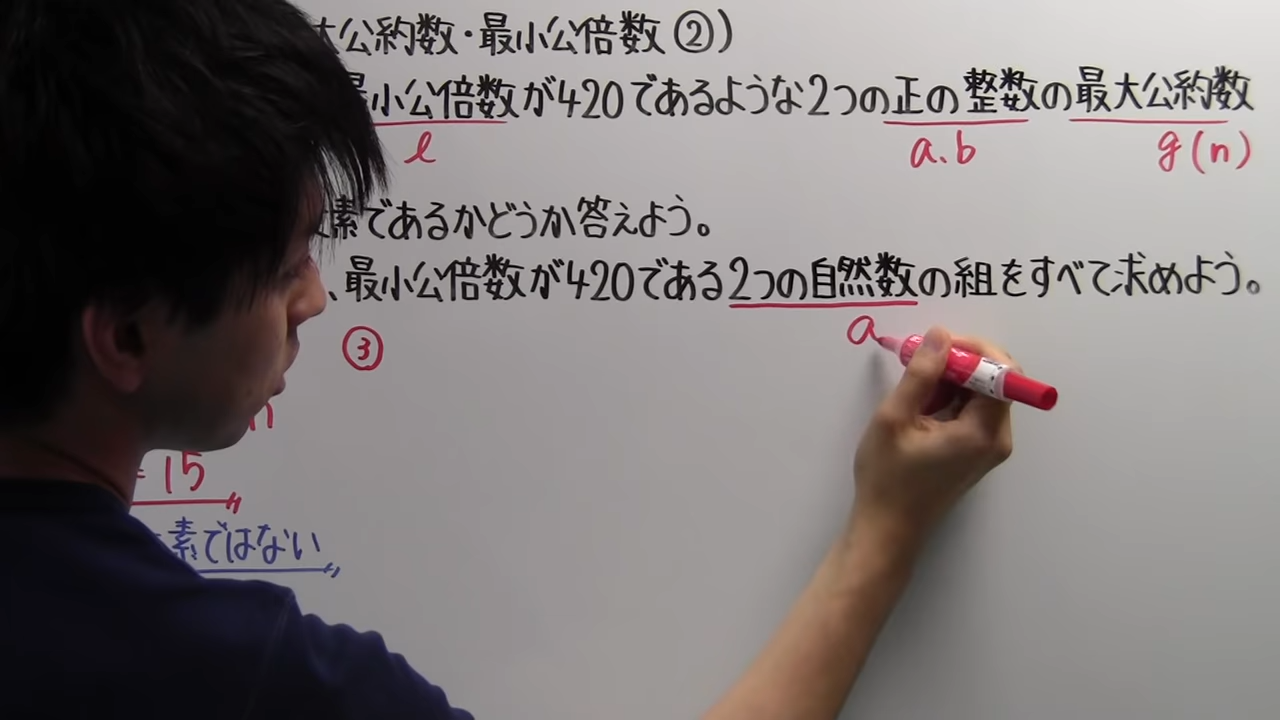 大公約数・最小公倍数②)
最小公倍数が420であるような2つの正の整数の最大公約数
l a.b g(n)
素であるかどうか答えよう。
、最小公倍数が420である2つの自然数の組をすべて求めよう。
③ a
n
= 15
素ではない